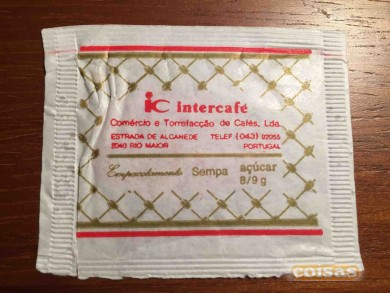 ic intercafé
Comércio e Torrefacção de Cafés, Lda.
ESTRADA DE ALCANEDE TELEF. (043) 92055
2040 RIO MAIOR PORTUGAL
Empacotamento Sempa açúcar
8/9 g
coisas